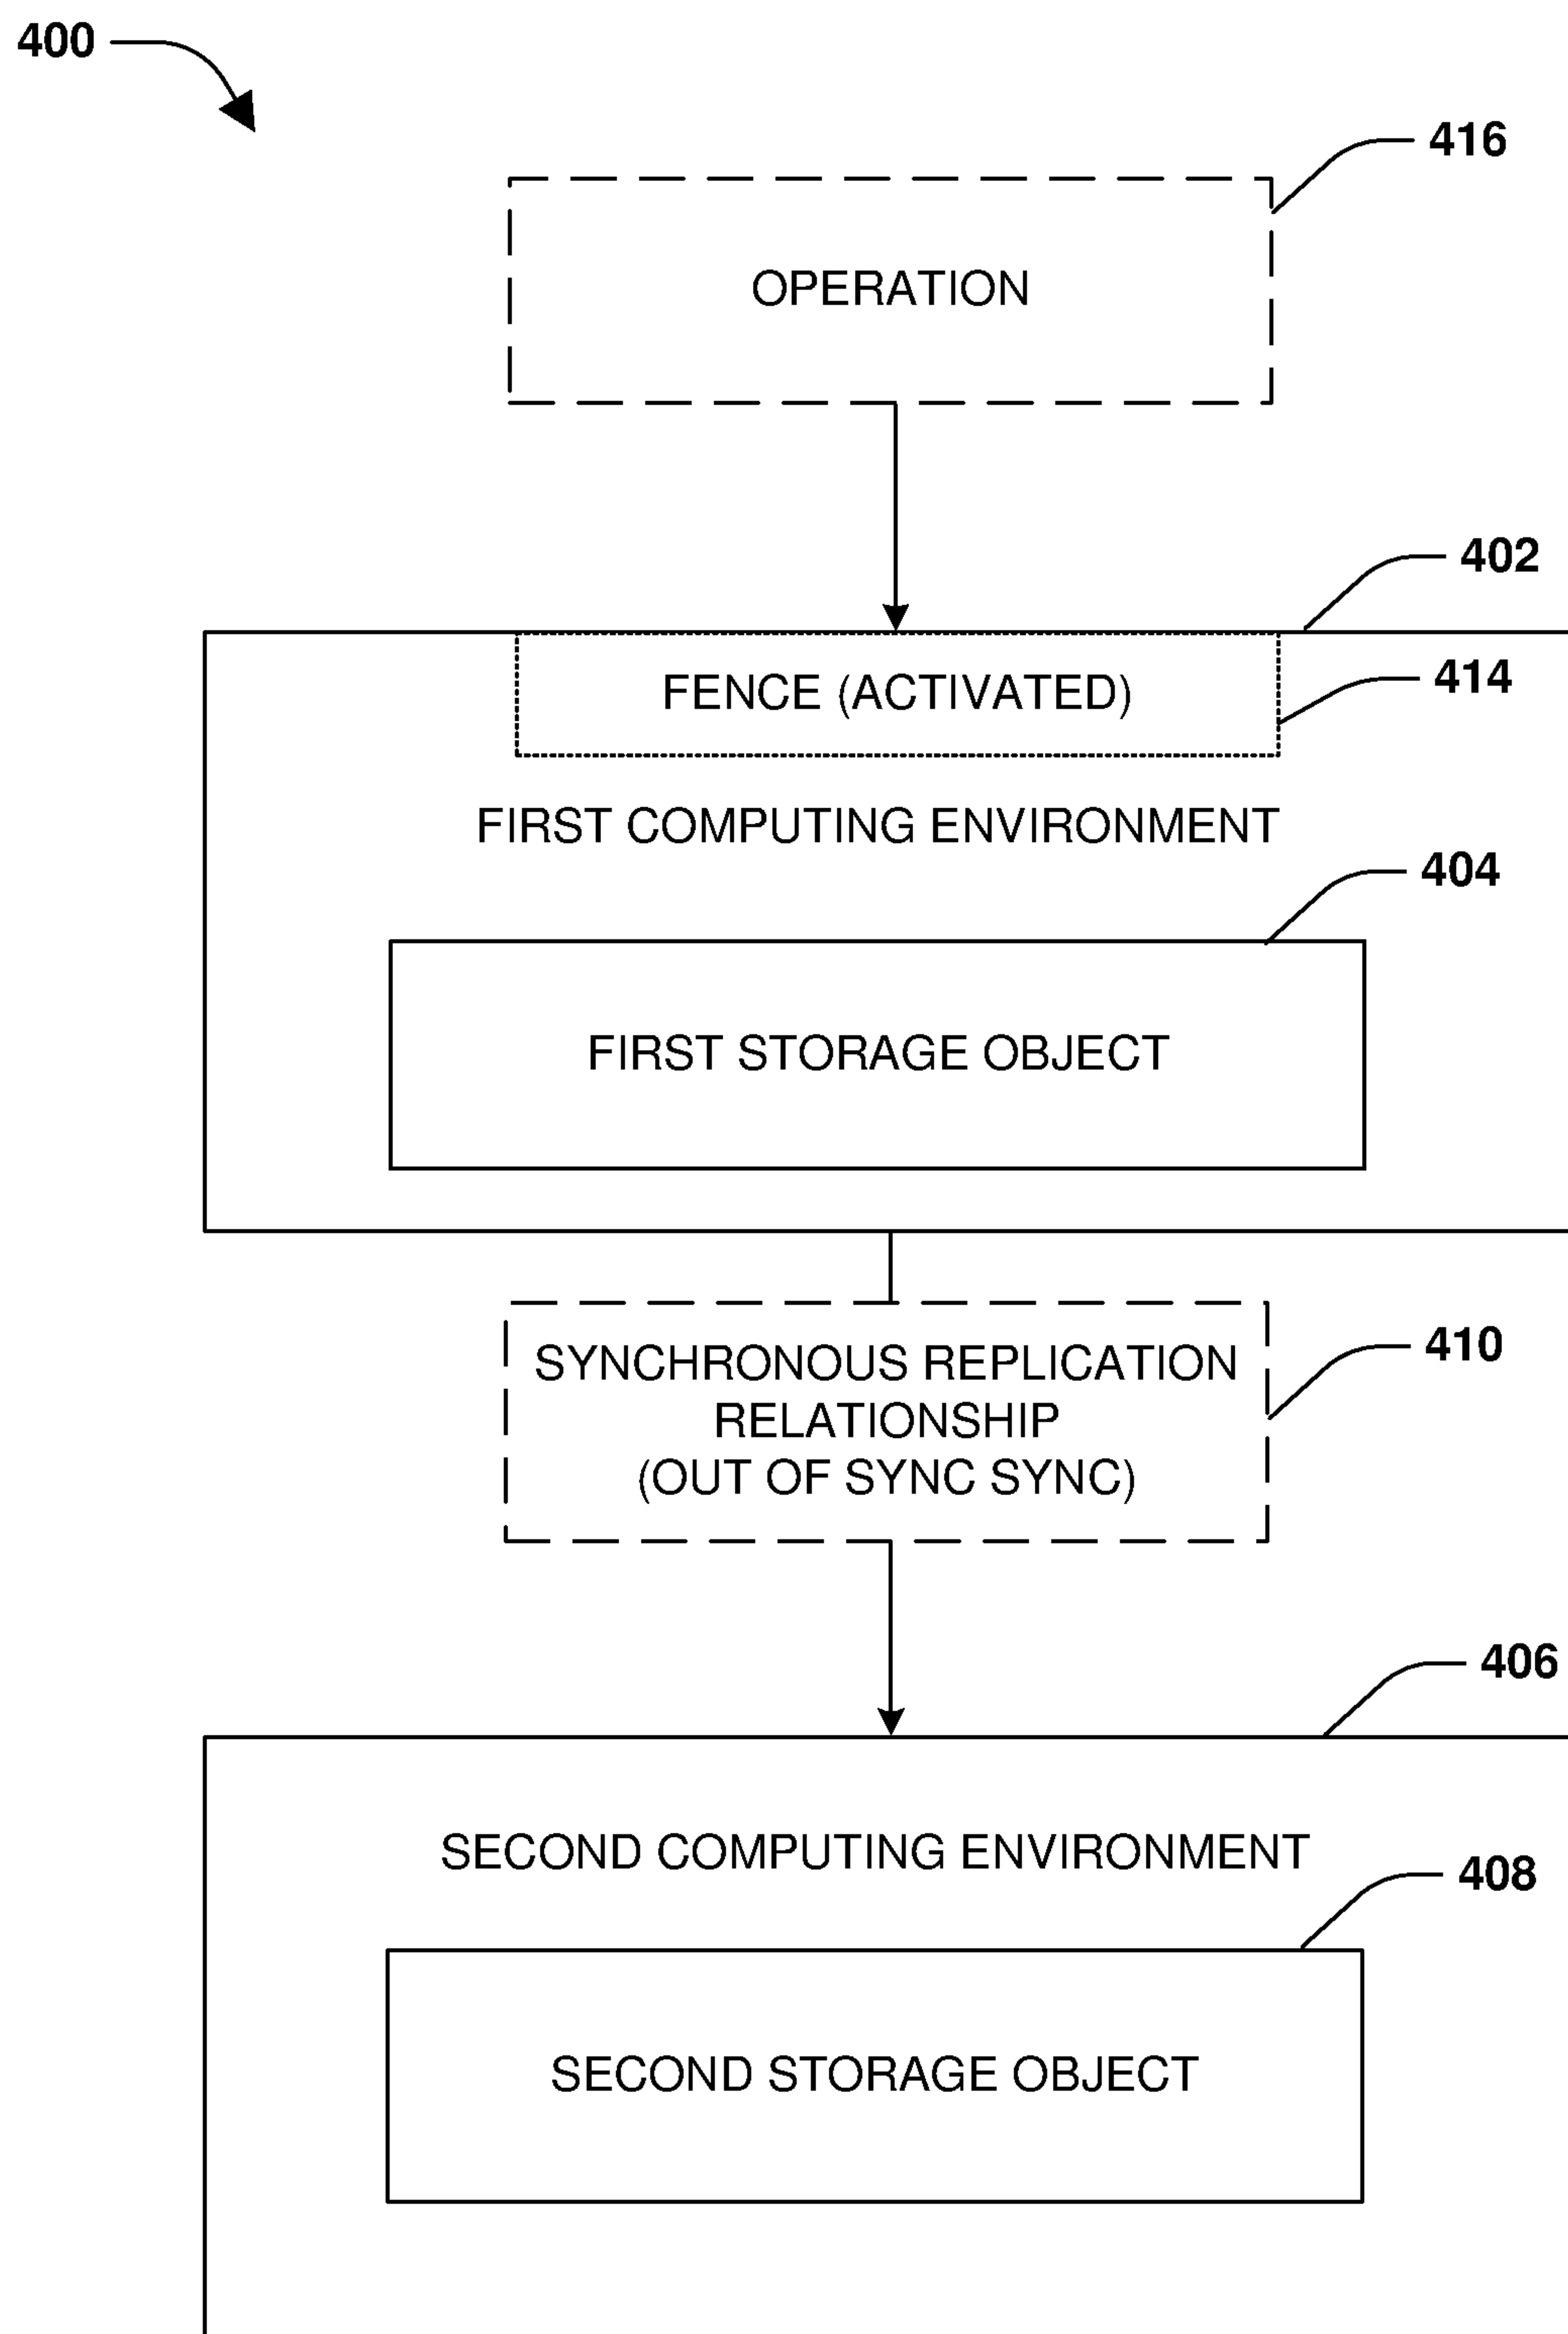 400
416
OPERATION
402
FENCE (ACTIVATED)
414
FIRST COMPUTING ENVIRONMENT
404
FIRST STORAGE OBJECT
SYNCHRONOUS REPLICATION
410
RELATIONSHIP
(OUT OF SYNC SYNC)
406
SECOND COMPUTING ENVIRONMENT
408
SECOND STORAGE OBJECT